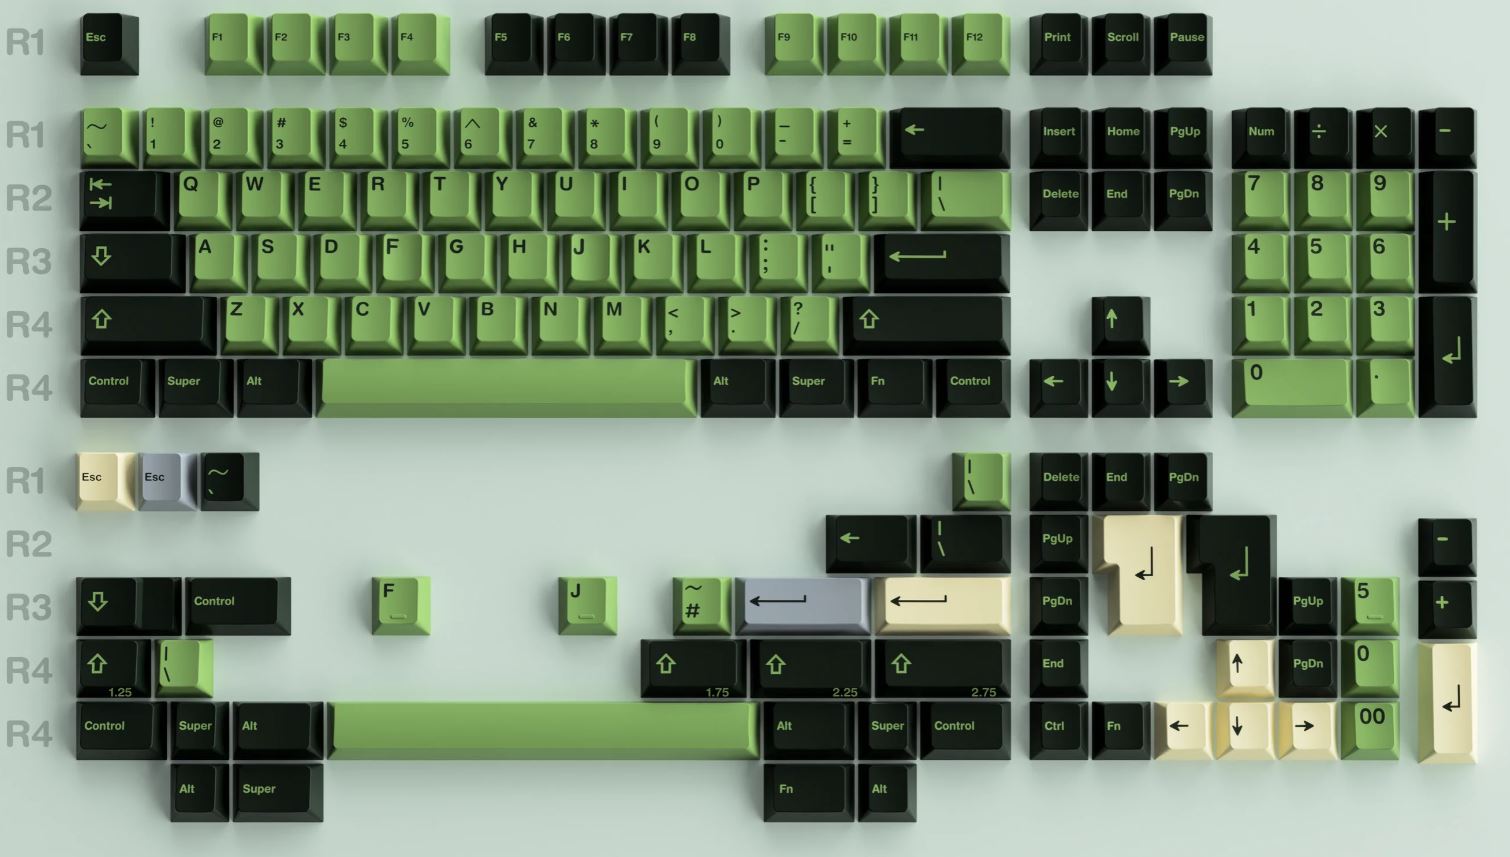 R1 Esc F1 F2 F3 F4 F5 F6 F7 F8 F9 F10 F11 F12 Print Scroll Pause
~ ! @ # $ % ^ & * ( ) _ +
R1 ` 1 2 3 4 5 6 7 8 9 0 - = ← Insert Home PgUp Num ÷ × -
R2 ⇤ Q W E R T Y U I O P { } | Delete End PgDn 7 8 9 +
⇥ [ ] \
R3 ⇩ A S D F G H J K L : " ⟵ 4 5 6
; '
R4 ⇧ Z X C V B N M < > ? ⇧ ↑ 1 2 3 ↵
, . /
R4 Control Super Alt Alt Super Fn Control ← ↓ → 0 .
R1 Esc Esc ~ | Delete End PgDn
` \
R2 ← | PgUp ↵ ↵ -
\
R3 ⇩ Control F J ~ ⟵ ⟵ PgDn PgUp 5 +
#
R4 ⇧ | ⇧ ⇧ ⇧ End ↑ PgDn 0 ↵
1.25 \ 1.75 2.25 2.75
R4 Control Super Alt Alt Super Control Ctrl Fn ← ↓ → 00
Alt Super Fn Alt